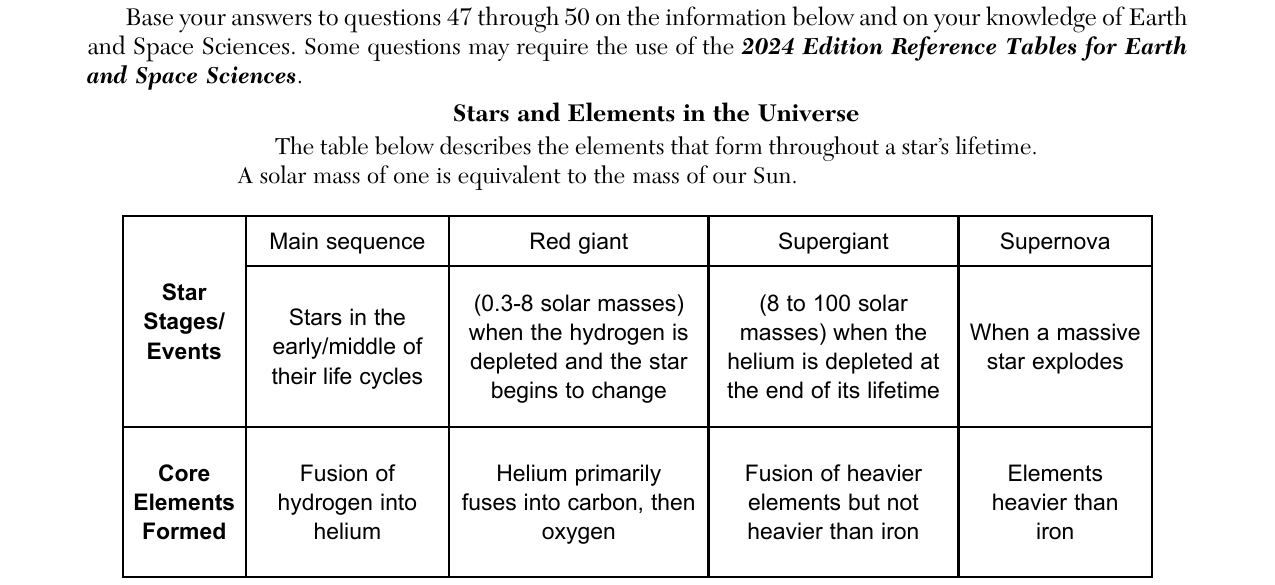 Base your answers to questions 47 through 50 on the information below and on your knowledge of Earth
and Space Sciences. Some questions may require the use of the 2024 Edition Reference Tables for Earth
and Space Sciences.
Stars and Elements in the Universe
The table below describes the elements that form throughout a star's lifetime.
A solar mass of one is equivalent to the mass of our Sun.
Star
Stages/
Events
Main sequence
Red giant
Supergiant
Supernova
Stars in the
early/middle of
their life cycles
(0.3-8 solar masses)
when the hydrogen is
depleted and the star
begins to change
(8 to 100 solar
masses) when the
helium is depleted at
the end of its lifetime
When a massive
star explodes
Core
Elements
Formed
Fusion of
hydrogen into
helium
Helium primarily
fuses into carbon, then
oxygen
Fusion of heavier
elements but not
heavier than iron
Elements
heavier than
iron